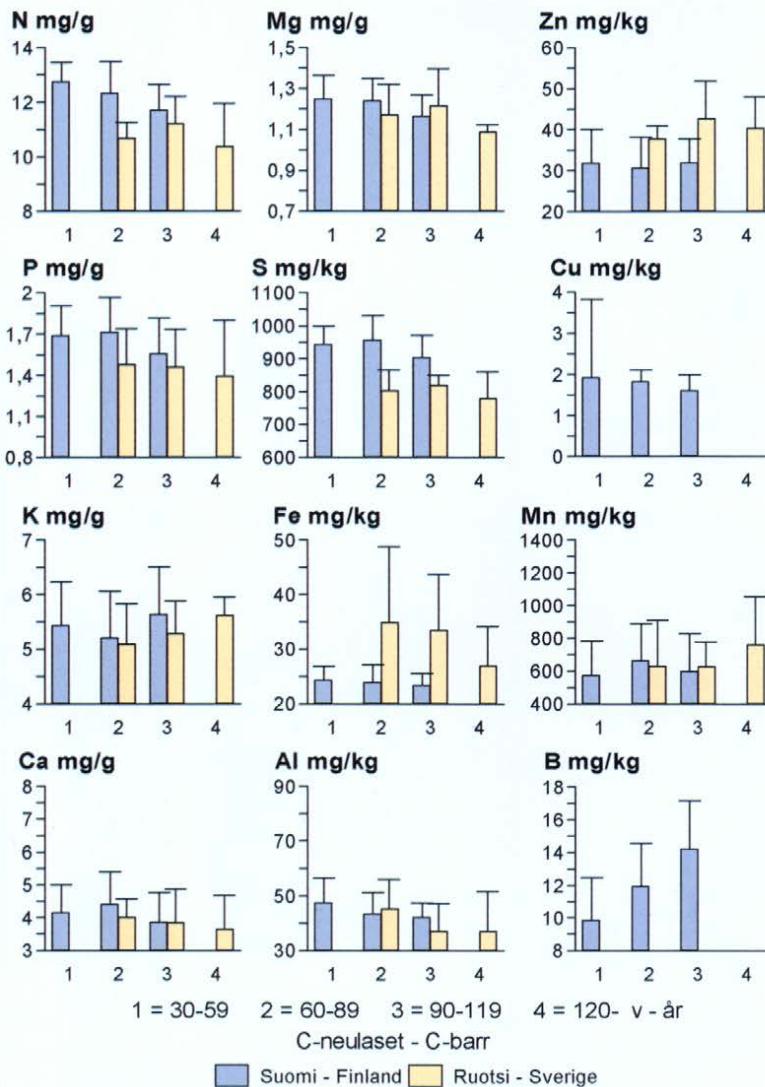 N mg/g
14
12
10
8
1 2 3 4
Mg mg/g
1,5
1,3
1,1
0,9
0,7
1 2 3 4
Zn mg/kg
60
50
40
30
20
1 2 3 4
P mg/g
2
1,7
1,4
1,1
0,8
1 2 3 4
S mg/kg
1100
1000
900
800
700
600
1 2 3 4
Cu mg/kg
4
3
2
1
0
1 2 3 4
K mg/g
7
6
5
4
1 2 3 4
Fe mg/kg
50
40
30
20
1 2 3 4
Mn mg/kg
1400
1200
1000
800
600
400
1 2 3 4
Ca mg/g
8
7
6
5
4
3
1 2 3 4
Al mg/kg
90
70
50
30
1 2 3 4
B mg/kg
18
16
14
12
10
8
1 2 3 4
1 = 30-59 2 = 60-89 3 = 90-119 4 = 120- v - år
C-neulaset - C-barr
Suomi - Finland Ruotsi - Sverige